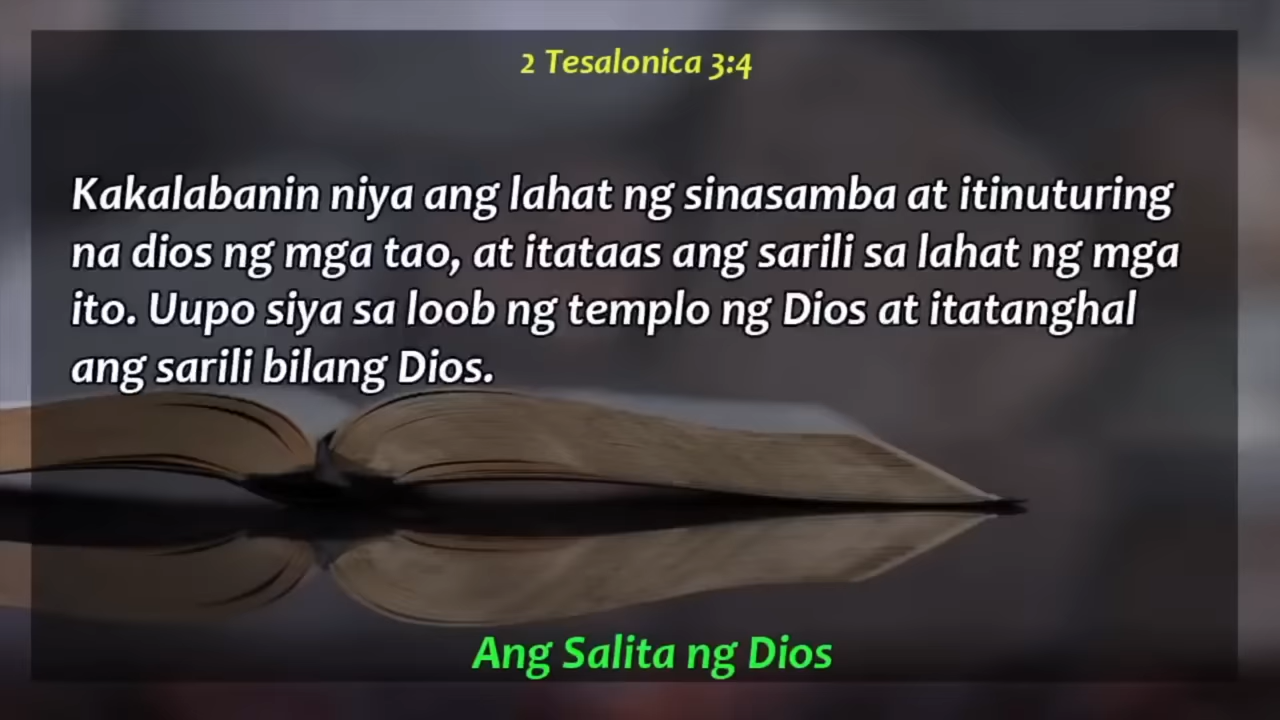 2 Tesalonica 3:4
Kakalabanin niya ang lahat ng sinasamba at itinuturing
na dios ng mga tao, at itataas ang sarili sa lahat ng mga
ito. Uupo siya sa loob ng templo ng Dios at itatanghal
ang sarili bilang Dios.
Ang Salita ng Dios